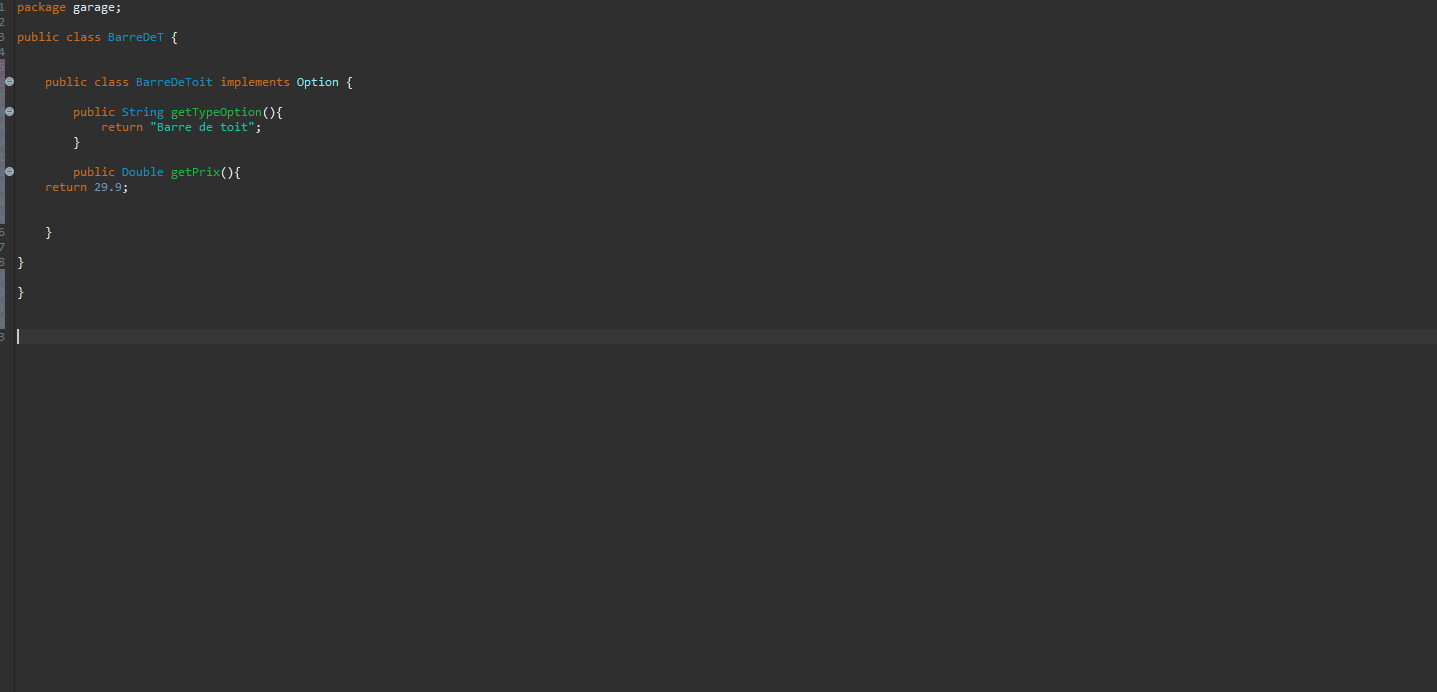 1 package garage;
2
3 public class BarreDeT {
4
public class BarreDeToit implements Option {
public String getTypeOption(){
return "Barre de toit";
}
public Double getPrix(){
return 29.9;
6 }
7
8 }
}
3